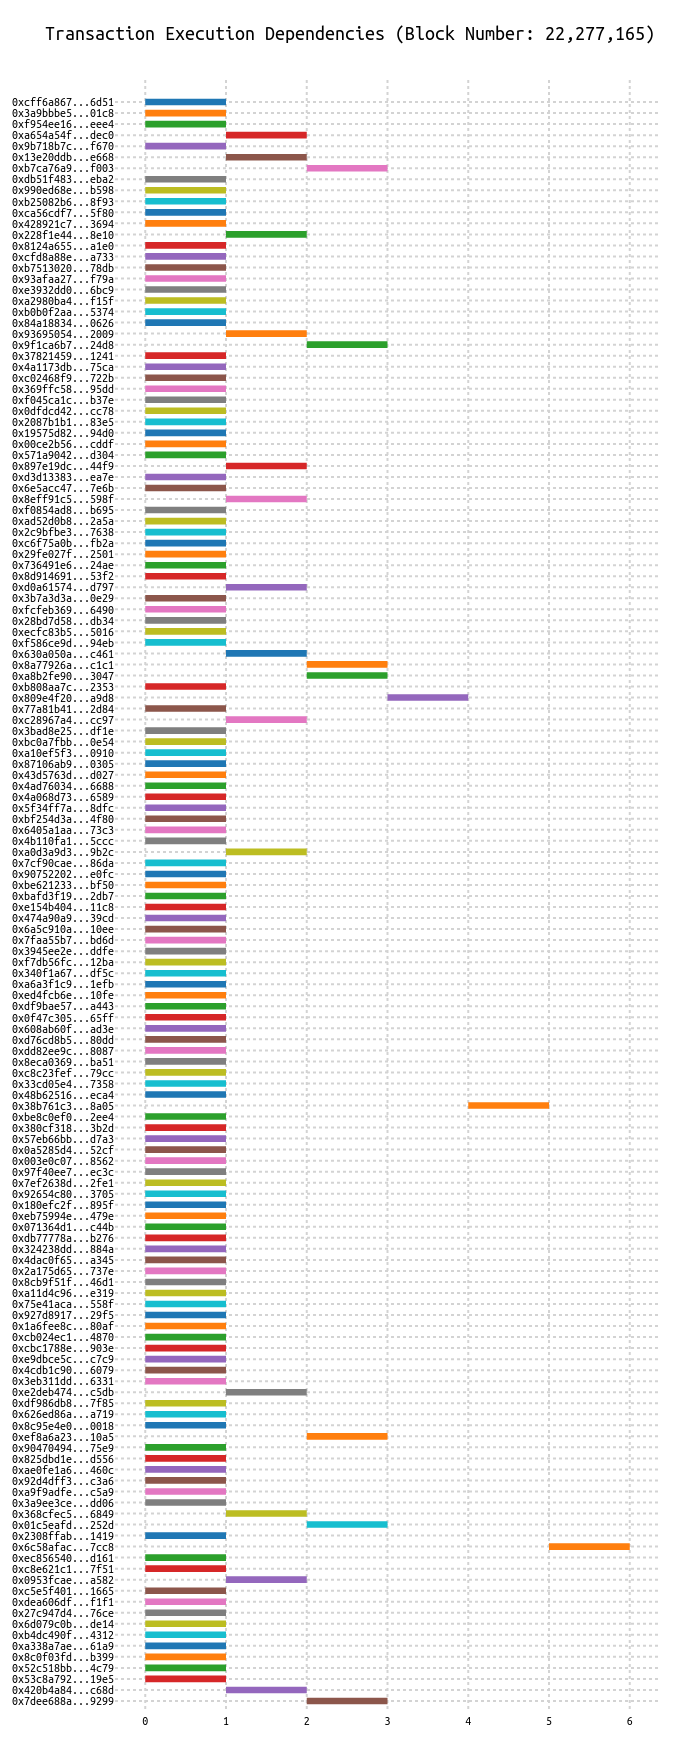 Transaction Execution Dependencies (Block Number: 22,277,165)
0xcff6a867...6d51
0x3a9bbbe5...01c8
0xf954ee16...eee4
0xa654a54f...dec0
0x9b718b7c...f670
0x13e20ddb...e668
0xb7ca76a9...f003
0xdb51f483...eba2
0x990ed68e...b598
0xb25082b6...8f93
0xca56cdf7...5f80
0x428921c7...3694
0x228f1e44...8e10
0x8124a655...a1e0
0xcfd8a88e...a733
0xb7513020...78db
0x93afaa27...f79a
0xe3932dd0...6bc9
0xa2980ba4...f15f
0xb0b0f2aa...5374
0x84a18834...0626
0x93695054...2009
0x9f1ca6b7...24d8
0x37821459...1241
0x4a1173db...75ca
0xc02468f9...722b
0x369ffc58...95dd
0xf045ca1c...b37e
0x0dfdcd42...cc78
0x2087b1b1...83e5
0x19575d82...94d0
0x00ce2b56...cddf
0x571a9042...d304
0x897e19dc...44f9
0xd3d13383...ea7e
0x6e5acc47...7e6b
0x8eff91c5...598f
0xf0854ad8...b695
0xad52d0b8...2a5a
0x2c9bfbe3...7638
0xc6f75a0b...fb2a
0x29fe027f...2501
0x736491e6...24ae
0x8d914691...53f2
0xd0a61574...d797
0x3b7a3d3a...0e29
0xfcfeb369...6490
0x28bd7d58...db34
0xecfc83b5...5016
0xf586ce9d...94eb
0x630a050a...c461
0x8a77926a...c1c1
0xa8b2fe90...3047
0xb808aa7c...2353
0x809e4f20...a9d8
0x77a81b41...2d84
0xc28967a4...cc97
0x3bad8e25...df1e
0xbc0a7fbb...0e54
0xa10ef5f3...0910
0x87106ab9...0305
0x43d5763d...d027
0x4ad76034...6688
0x4a068d73...6589
0x5f34ff7a...8dfc
0xbf254d3a...4f80
0x6405a1aa...73c3
0x4b110fa1...5ccc
0xa0d3a9d3...9b2c
0x7cf90cae...86da
0x90752202...e0fc
0xbe621233...bf50
0xbafd3f19...2db7
0xe154b404...11c8
0x474a90a9...39cd
0x6a5c910a...10ee
0x7faa55b7...bd6d
0x3945ee2e...ddfe
0xf7db56fc...12ba
0x340f1a67...df5c
0xa6a3f1c9...1efb
0xed4fcb6e...10fe
0xdf9bae57...a443
0x0f47c305...65ff
0x608ab60f...ad3e
0xd76cd8b5...80dd
0xdd82ee9c...8087
0x8eca0369...ba51
0xc8c23fef...79cc
0x33cd05e4...7358
0x48b62516...eca4
0x38b761c3...8a05
0xbe8c0ef0...2ee4
0x380cf318...3b2d
0x57eb66bb...d7a3
0x0a5285d4...52cf
0x003e0c07...8562
0x97f40ee7...ec3c
0x7ef2638d...2fe1
0x92654c80...3705
0x180efc2f...895f
0xeb75994e...479e
0x071364d1...c44b
0xdb77778a...b276
0x324238dd...884a
0x4dac0f65...a345
0x2a175d65...737e
0x8cb9f51f...46d1
0xa11d4c96...e319
0x75e41aca...558f
0x927d8917...29f5
0x1a6fee8c...80af
0xcb024ec1...4870
0xcbc1788e...903e
0xe9dbce5c...c7c9
0x4cdb1c90...6079
0x3eb311dd...6331
0xe2deb474...c5db
0xdf986db8...7f85
0x626ed86a...a719
0x8c95e4e0...0018
0xef8a6a23...10a5
0x90470494...75e9
0x825dbd1e...d556
0xae0fe1a6...460c
0x92d4dff3...c3a6
0xa9f9adfe...c5a9
0x3a9ee3ce...dd06
0x368cfec5...6849
0x01c5eafd...252d
0x2308ffab...1419
0x6c58afac...7cc8
0xec856540...d161
0xc8e621c1...7f51
0x0953fcae...a582
0xc5e5f401...1665
0xdea606df...f1f1
0x27c947d4...76ce
0x6d079c0b...de14
0xb4dc490f...4312
0xa338a7ae...61a9
0x8c0f03fd...b399
0x52c518bb...4c79
0x53c8a792...19e5
0x420b4a84...c68d
0x7dee688a...9299
0 1 2 3 4 5 6